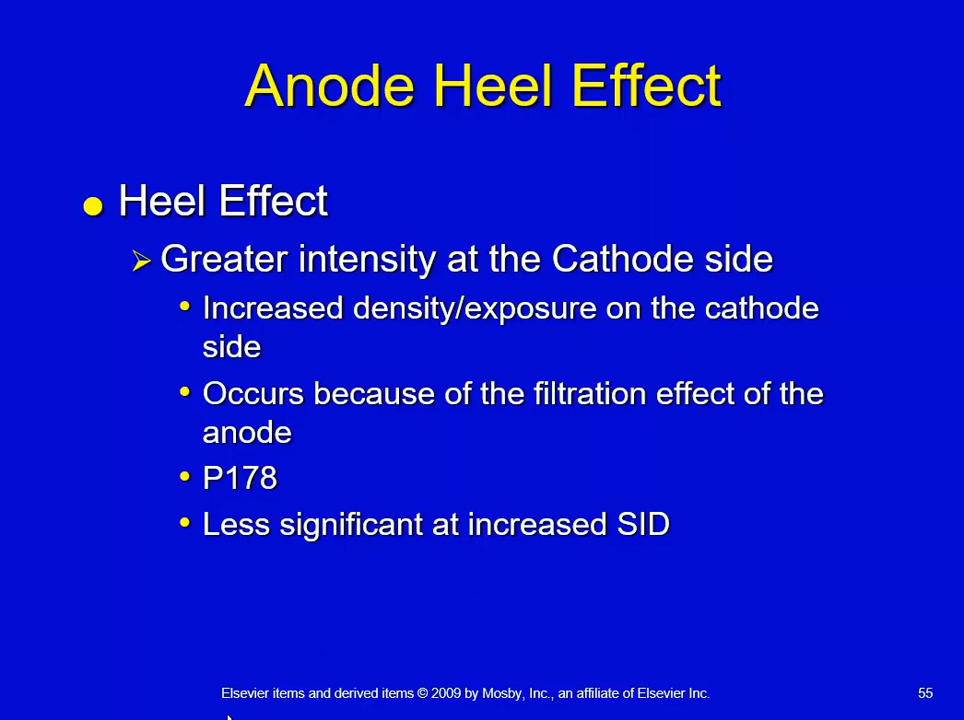 Anode Heel Effect
Heel Effect
Greater intensity at the Cathode side
Increased density/exposure on the cathode
side
Occurs because of the filtration effect of the
anode
P178
Less significant at increased SID
Elsevier items and derived items © 2009 by Mosby, Inc., an affiliate of Elsevier Inc.
55